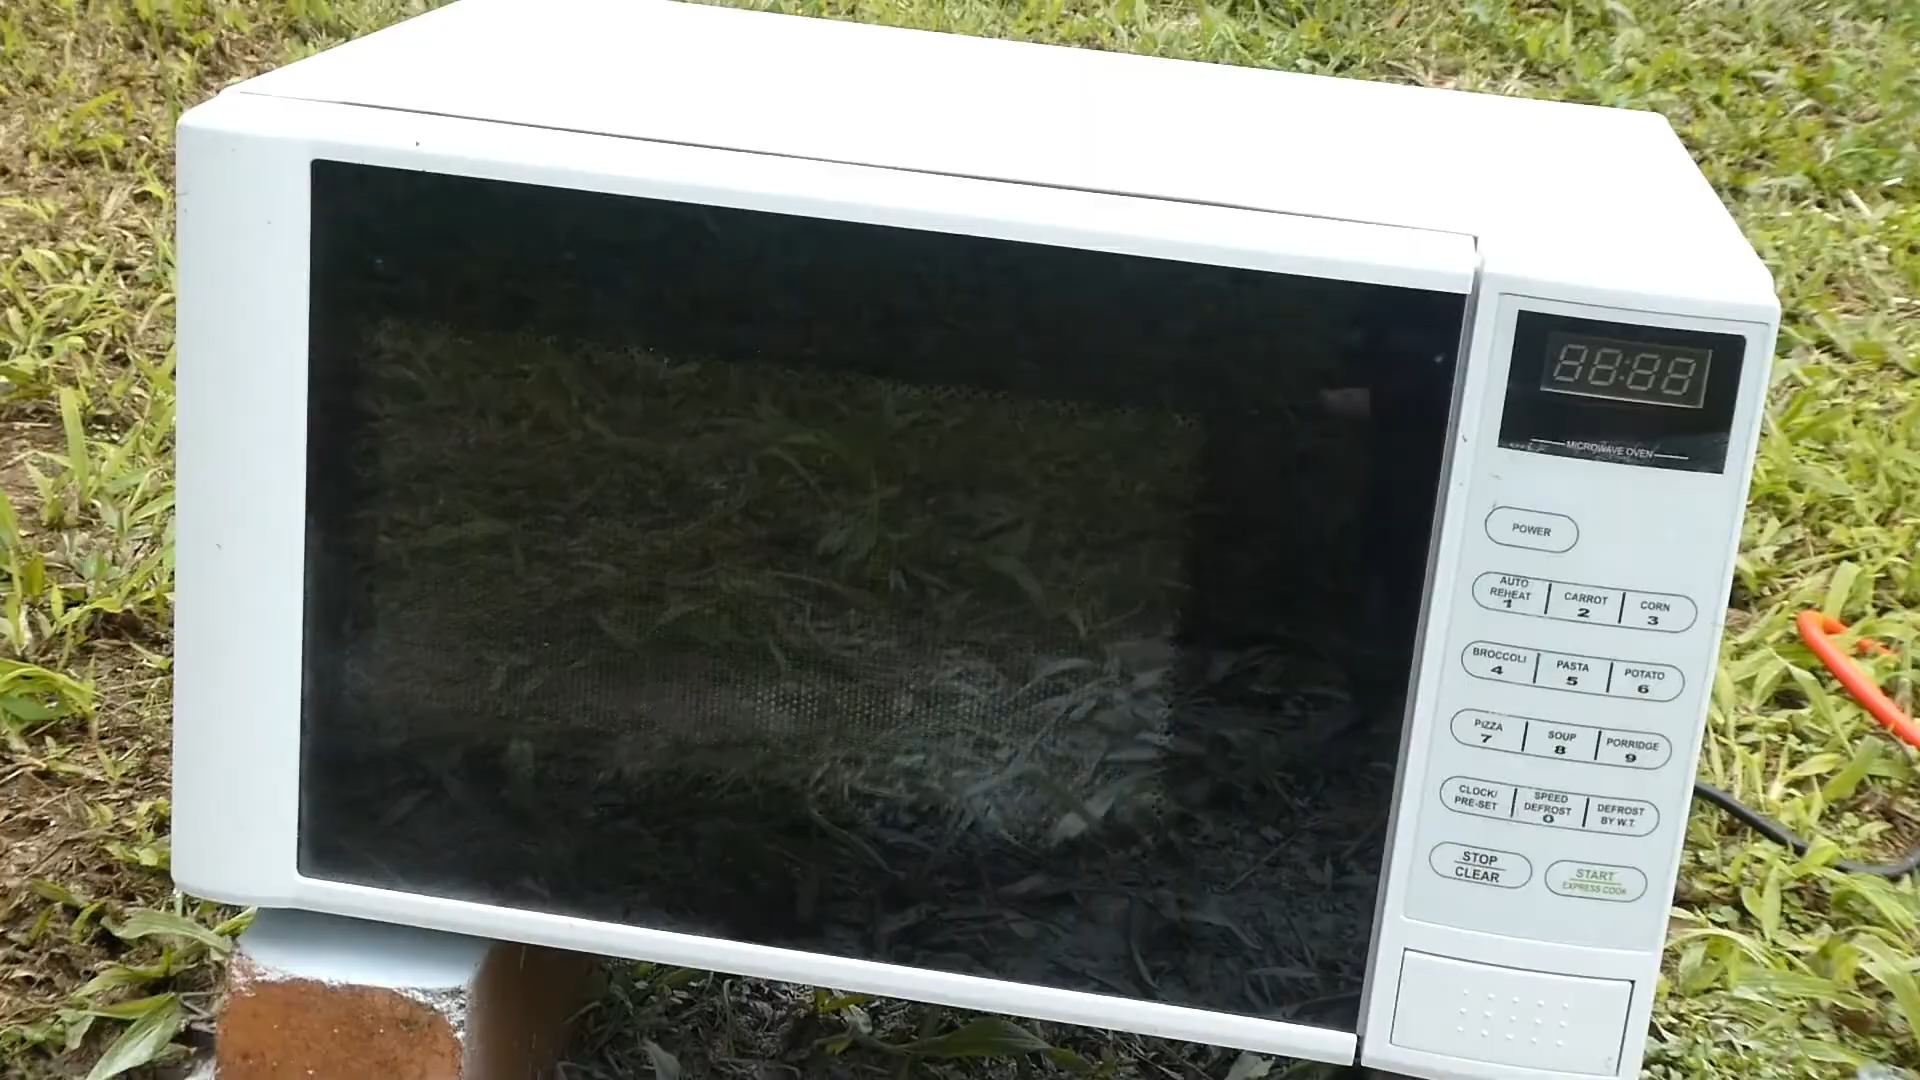 88:88
MICROWAVE OVEN
POWER
AUTO REHEAT 1
CARROT 2
CORN 3
BROCCOLI 4
PASTA 5
POTATO 6
PIZZA 7
SOUP 8
PORRIDGE 9
CLOCK/ PRE-SET
SPEED DEFROST 0
DEFROST BY W.T.
STOP
CLEAR
START
EXPRESS COOK